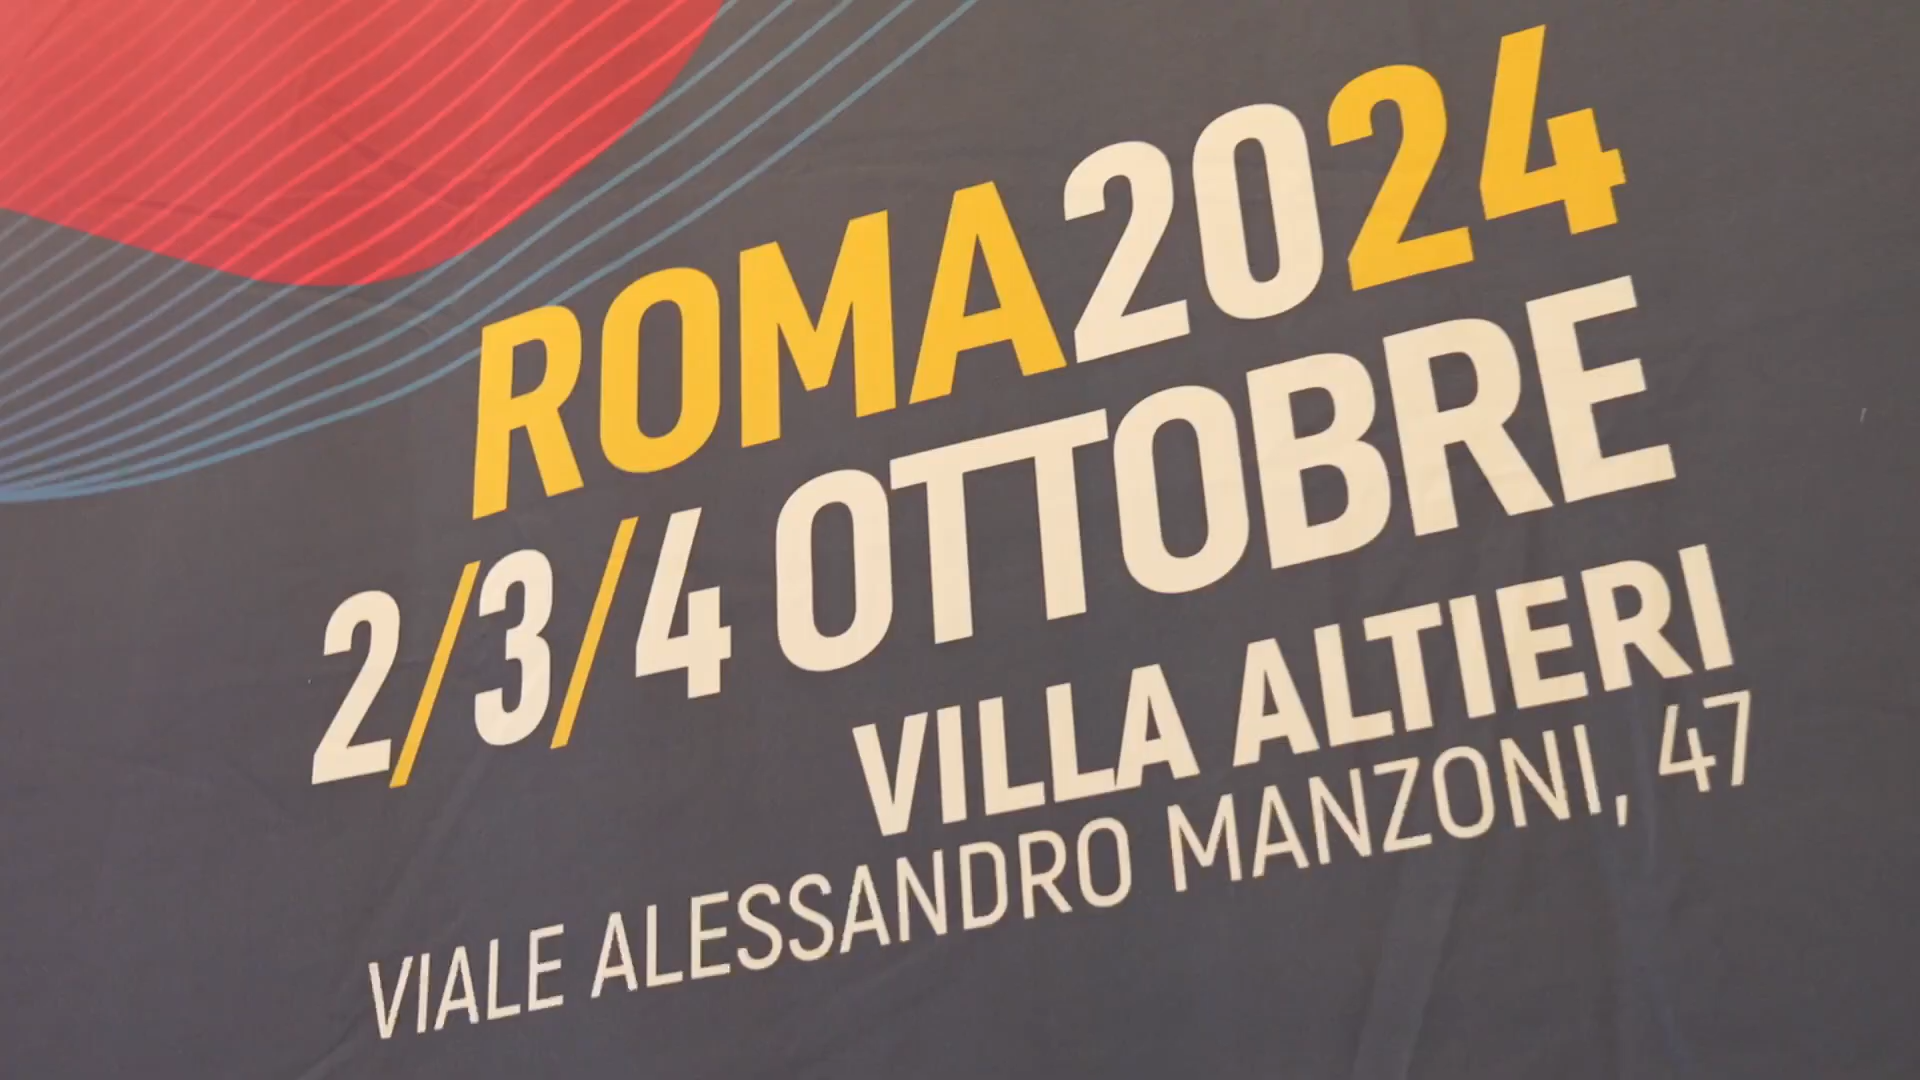 ROMA2024
2/3/4 OTTOBRE
VILLA ALTIERI
VIALE ALESSANDRO MANZONI, 47